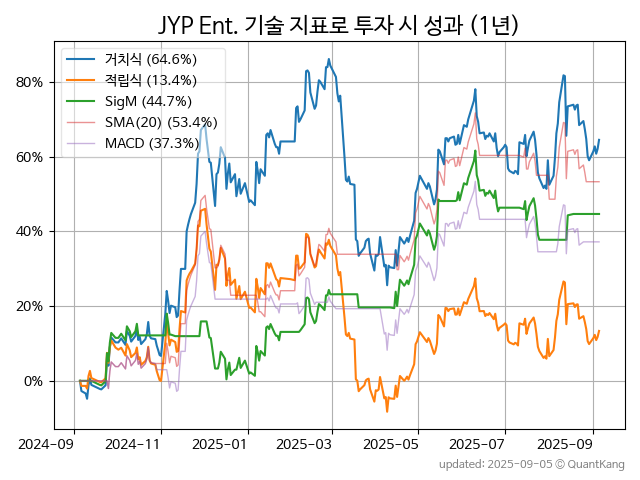 JYP Ent. 기술 지표로 투자 시 성과 (1년)
거치식 (64.6%)
적립식 (13.4%)
SigM (44.7%)
SMA(20) (53.4%)
MACD (37.3%)
80%
60%
40%
20%
0%
2024-09 2024-11 2025-01 2025-03 2025-05 2025-07 2025-09
updated: 2025-09-05 © QuantKang